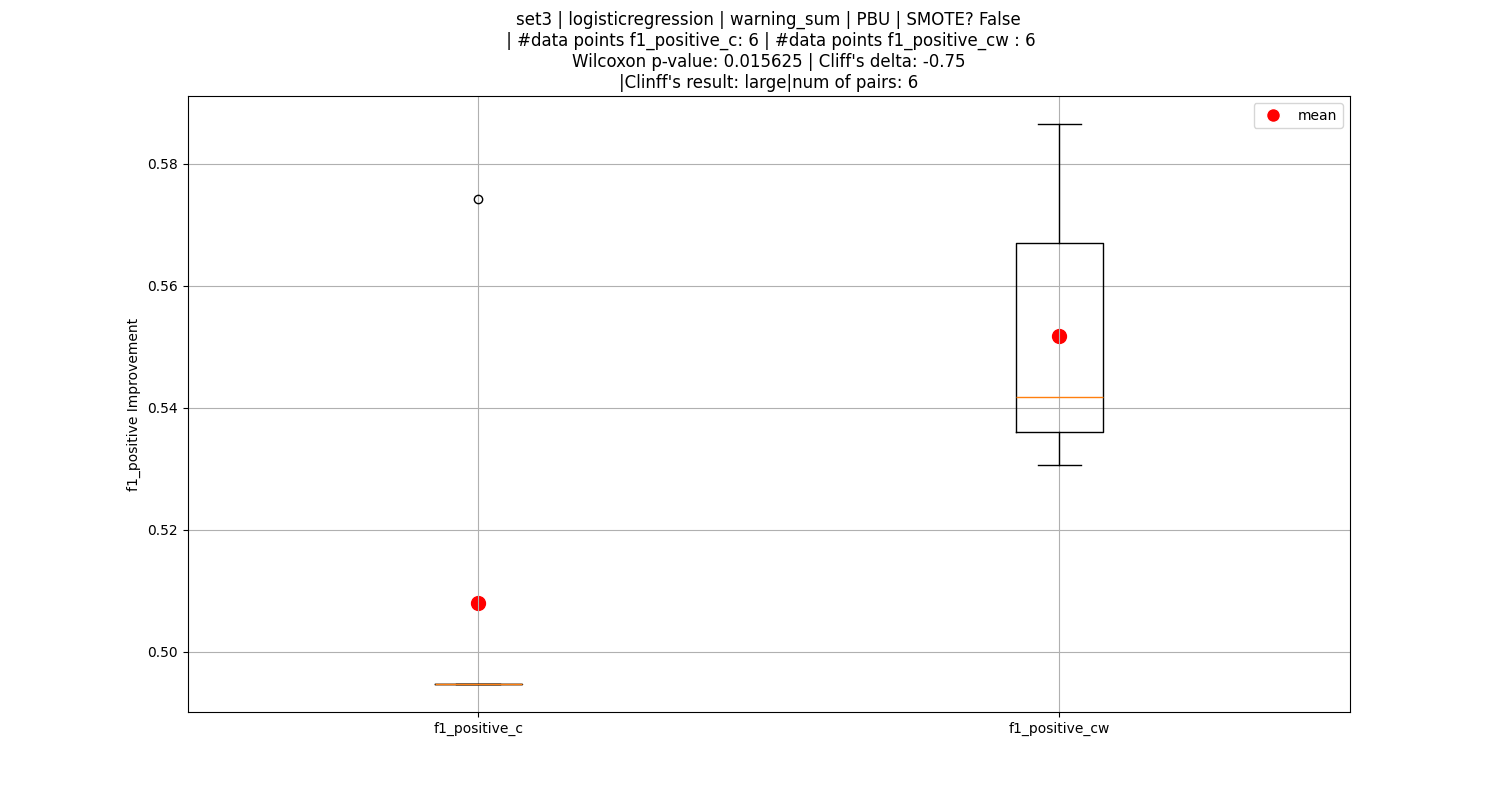 set3 | logisticregression | warning_sum | PBU | SMOTE? False
| #data points f1_positive_c: 6 | #data points f1_positive_cw : 6
Wilcoxon p-value: 0.015625 | Cliff's delta: -0.75
|Clinff's result: large|num of pairs: 6
mean
0.58
0.56
0.54
0.52
0.50
f1_positive Improvement
f1_positive_c
f1_positive_cw